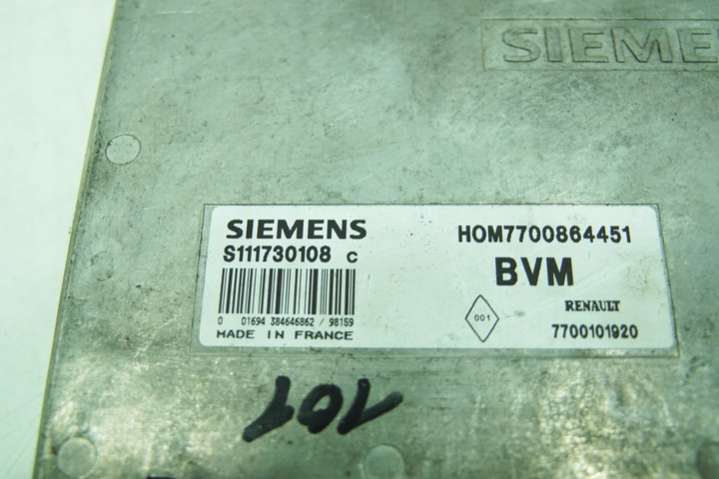 SIEMENS
SIEMENS HOM7700864451
S111730108 C BVM
0 01694 384646862 / 98159 001 RENAULT
MADE IN FRANCE 7700101920
101